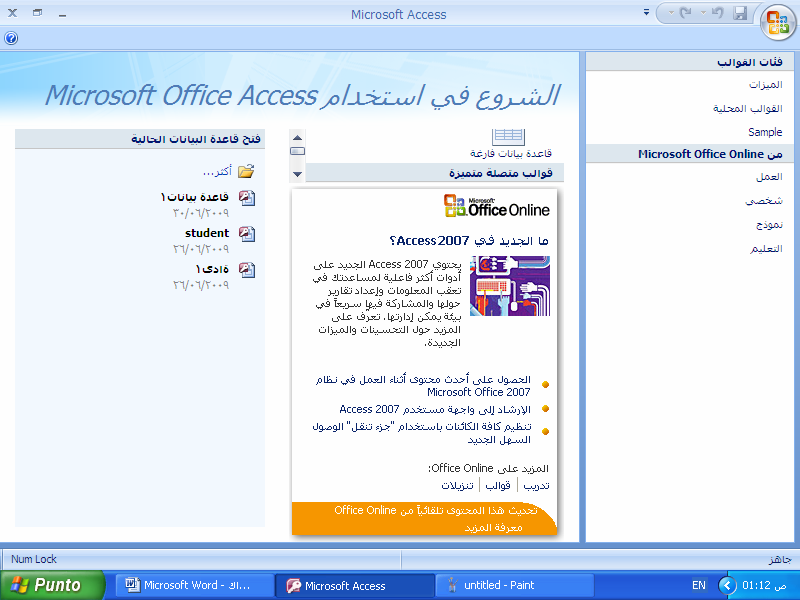 Microsoft Access
فئات القوالب
الميزات
القوالب المحلية
Sample
من Microsoft Office Online
العمل
شخصي
نموذج
التعليم
الشروع في استخدام Microsoft Office Access
قاعدة بيانات فارغة
قوالب متصلة متميزة
Microsoft
Office Online
ما الجديد في Access2007؟
يحتوي Access 2007 الجديد على
أدوات أكثر فاعلية لمساعدتك في
تعقب المعلومات وإعداد تقارير
حولها والمشاركة فيها سريعاً في
بيئة يمكن إدارتها. تعرّف على
المزيد حول التحسينات والميزات
الجديدة.
الحصول على أحدث محتوى أثناء العمل في نظام
Microsoft Office 2007
الإرشاد إلى واجهة مستخدم Access 2007
تنظيم كافة الكائنات باستخدام "جزء تنقل" الوصول
السهل الجديد
المزيد على Office Online:
تدريب | قوالب | تنزيلات
تحديث هذا المحتوى تلقائياً من Office Online
معرفة المزيد
فتح قاعدة البيانات الحالية
أكثر...
قاعدة بيانات١
٣٠/٠٦/٢٠٠٩
student
٢٦/٠٦/٢٠٠٩
٢٦/٠٦/٢٠٠٩
جاهز
Num Lock
Punto
Microsoft Word - ...
Microsoft Access
untitled - Paint
EN
01:12 ص